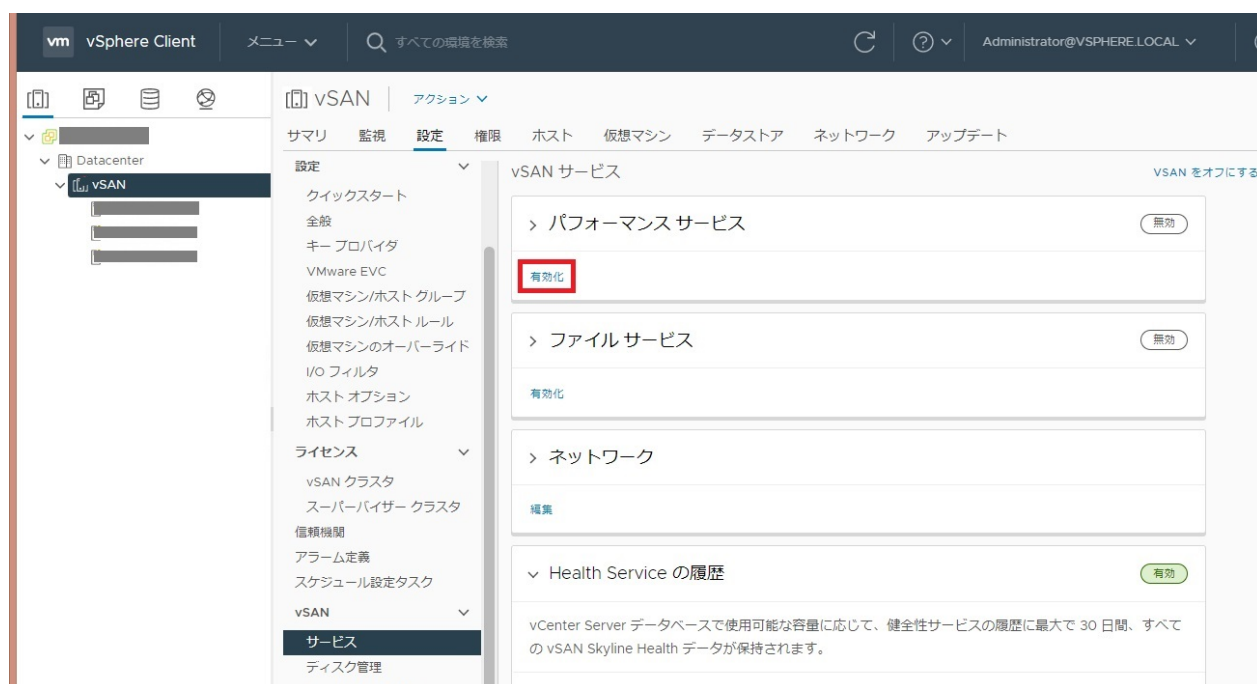 vm vSphere Client メニュー すべての環境を検索 Administrator@VSPHERE.LOCAL
vSAN アクション
サマリ 監視 設定 権限 ホスト 仮想マシン データストア ネットワーク アップデート
Datacenter
vSAN
設定
クイックスタート
全般
キー プロバイダ
VMware EVC
仮想マシン/ホスト グループ
仮想マシン/ホスト ルール
仮想マシンのオーバーライド
I/O フィルタ
ホスト オプション
ホスト プロファイル
ライセンス
vSAN クラスタ
スーパーバイザー クラスタ
信頼機関
アラーム定義
スケジュール設定タスク
vSAN
サービス
ディスク管理
vSAN サービス VSAN をオフにする
パフォーマンス サービス 無効
有効化
ファイル サービス 無効
有効化
ネットワーク
編集
Health Service の履歴 有効
vCenter Server データベースで使用可能な容量に応じて、健全性サービスの履歴に最大で 30 日間、すべて
の vSAN Skyline Health データが保持されます。